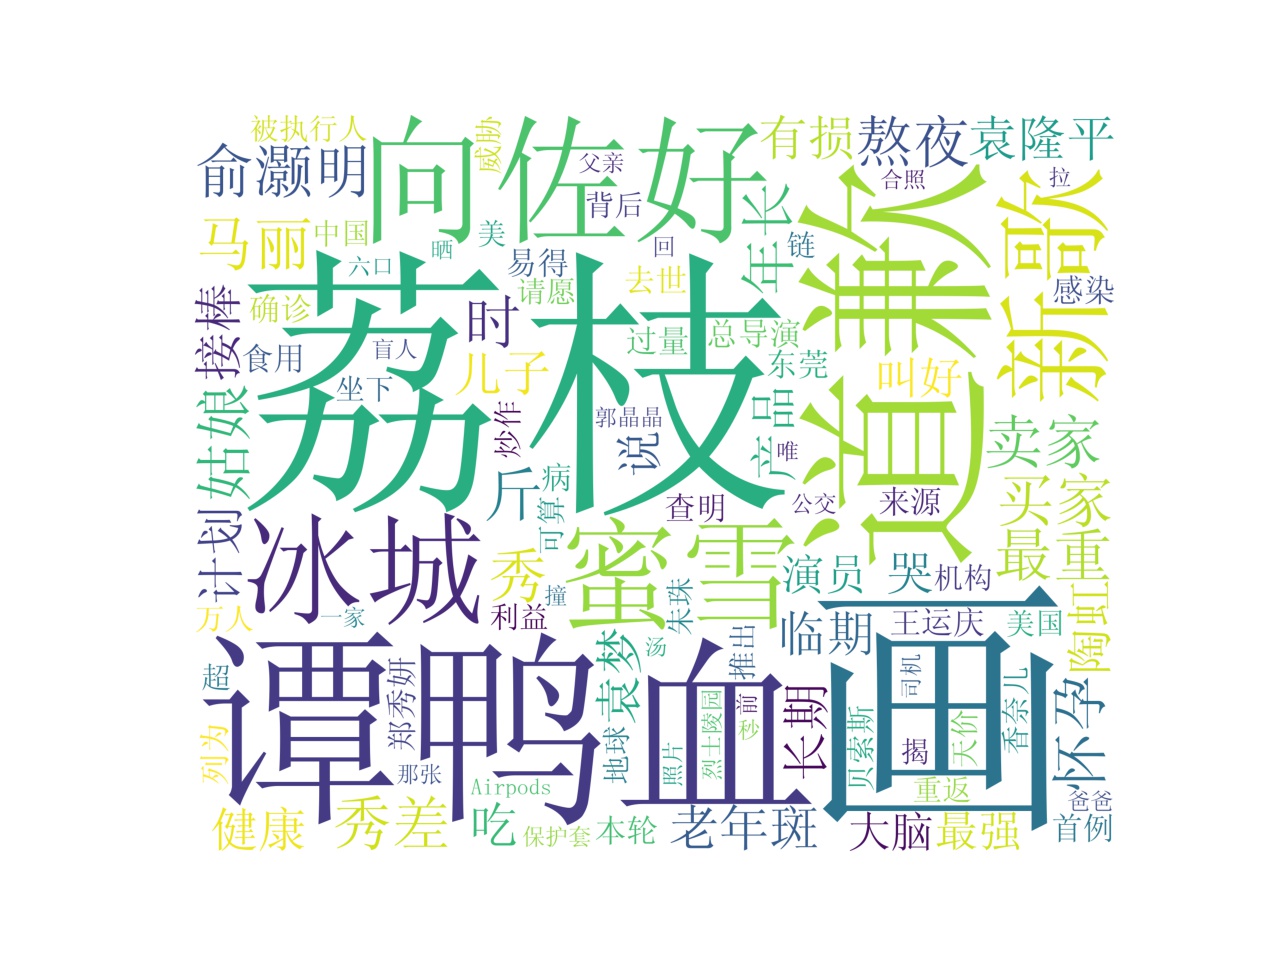 被执行人
向佐好
威胁
父亲
有损
熬夜
袁隆平
俞灏明
合照
拉
背后
年长
道兼人
新歌
马丽
中国
晒
美
回
链
六口
易得
荔枝
请愿
去世
感染
接棒
确诊
时
过量
总导演
食用
盲人
儿子
东莞
叫好
坐下
产品
姑娘
炒作
郭晶晶
说
唯
卖家
斤
病
查明
公交
来源
买家
计划
冰城
可算
蜜雪
最重
秀
演员
哭
机构
万人
一家
利益
撞
朱珠
临期
王运庆
美国
陶虹
谭鸭血
画
汤
推出
超
郑秀妍
袁梦
长期
司机
香奈儿
怀孕
列为
地球
照片
烈士陵园
前
秒
贝索斯
揭
天价
那张
Airpods
重返
爸爸
健康
秀差
吃
保护套
本轮
老年斑
大脑
最强
首例